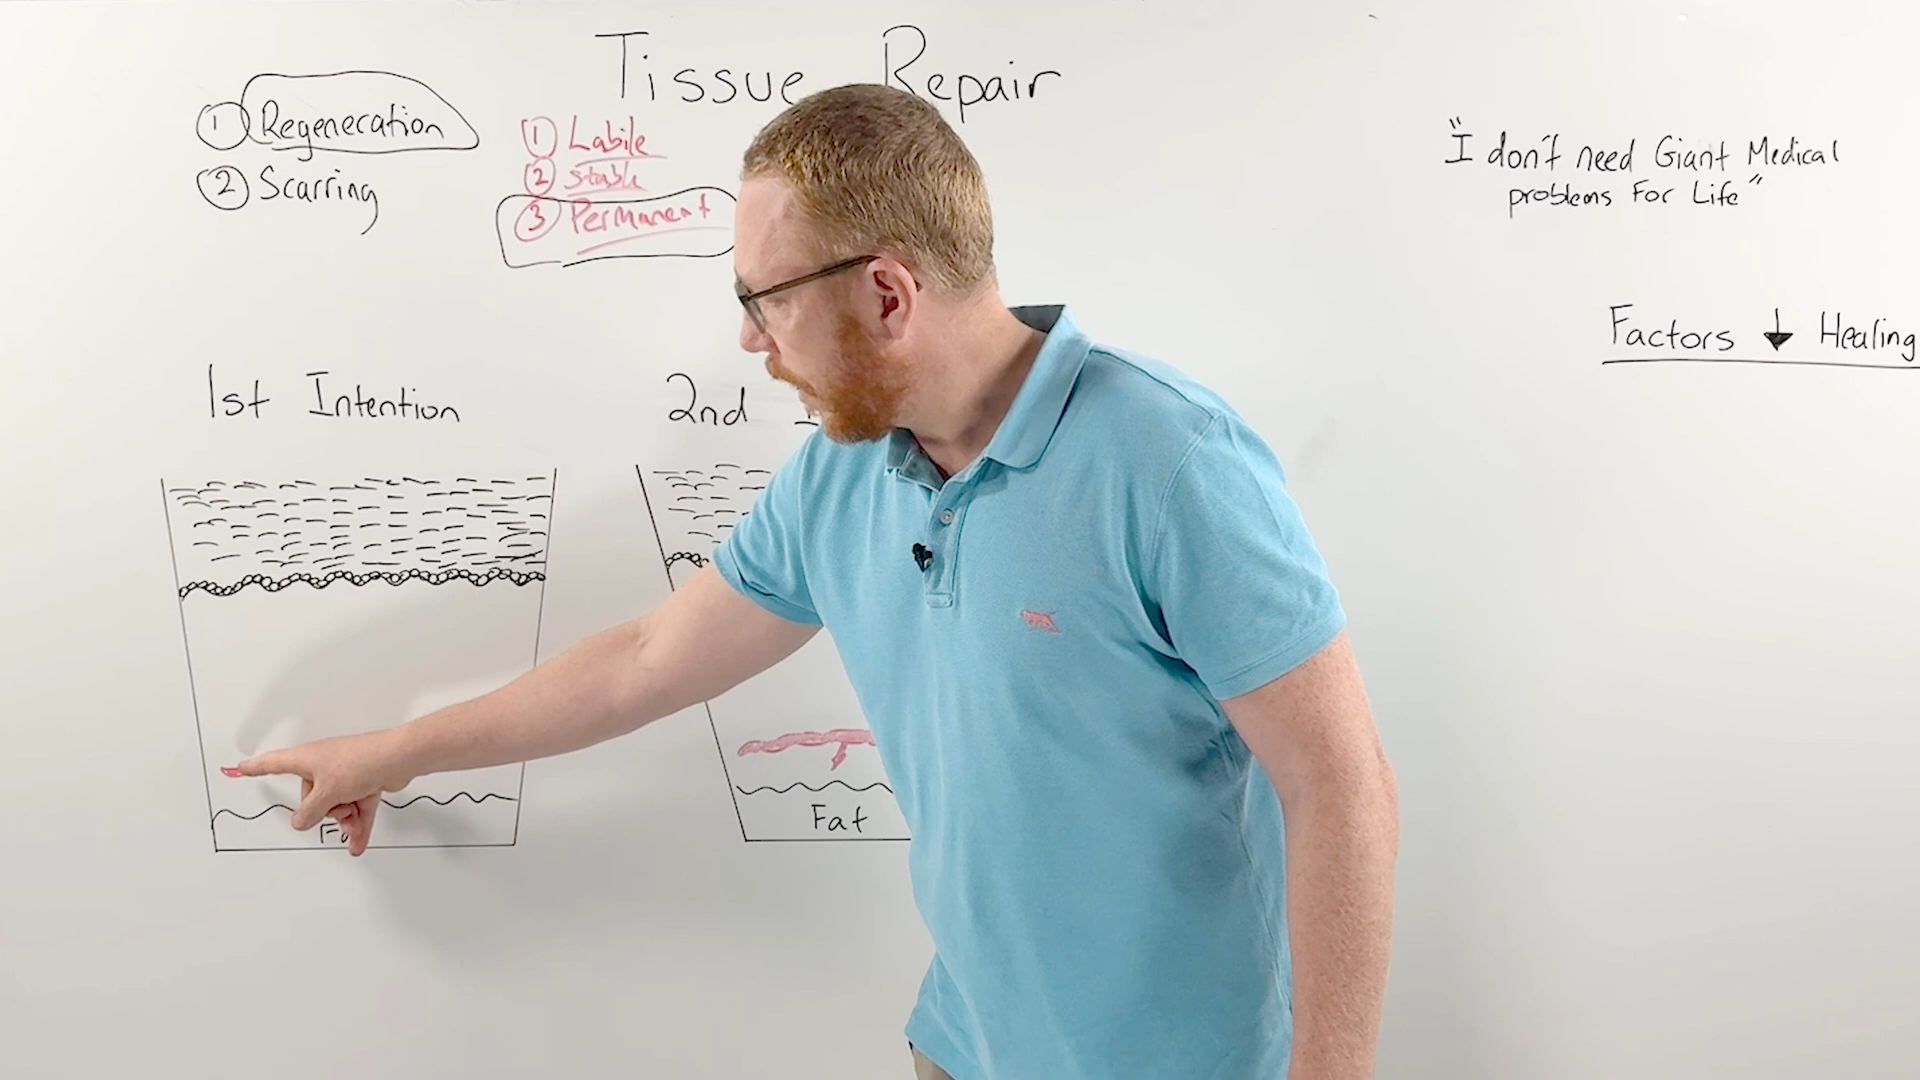 Tissue Repair
① Regeneration
② Scarring
① Labile
② Stable
③ Permanent
"I don't need Giant Medical
problems For Life"
Factors ↓ Healing
1st Intention
2nd
Fat